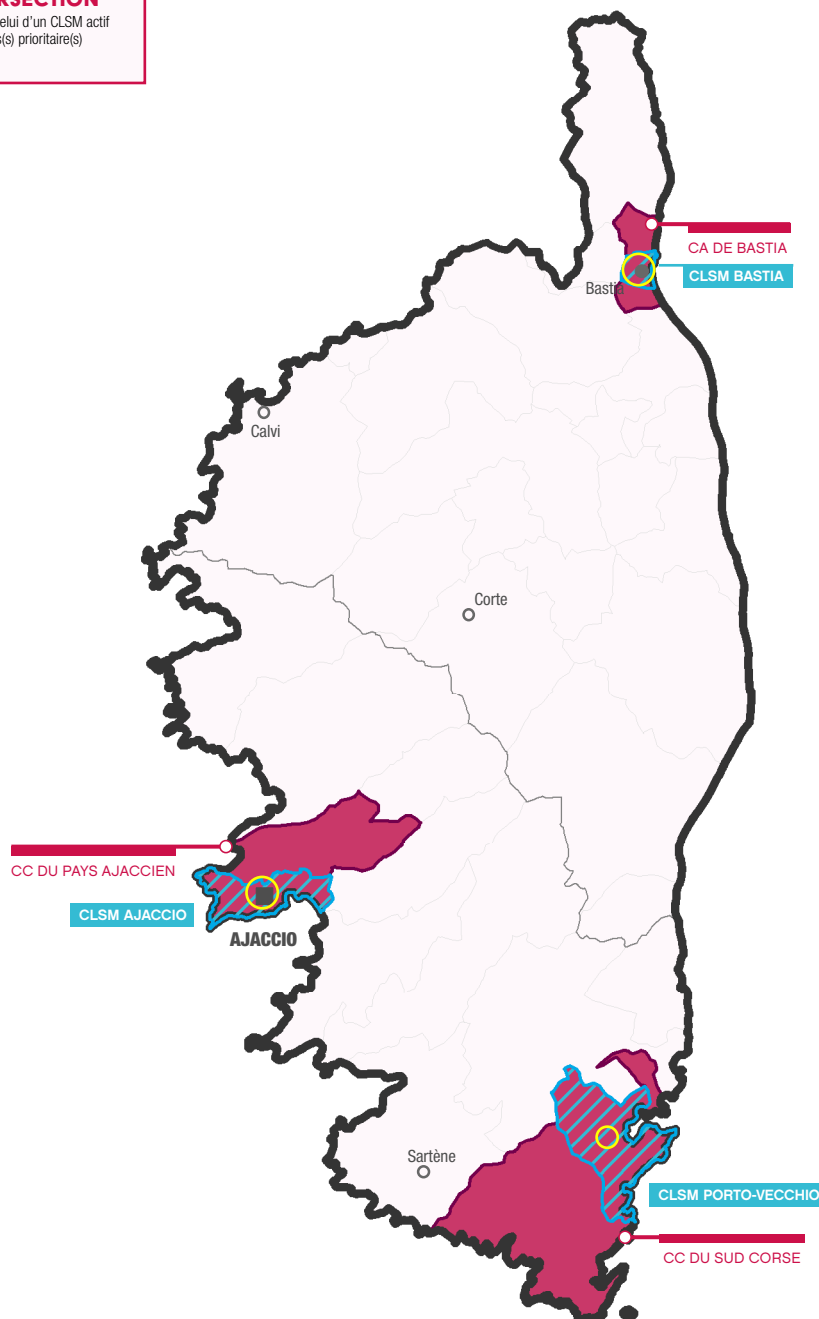 elui d'un CLSM actif
s(s) prioritaire(s)
CA DE BASTIA
CLSM BASTIA
Bastia
Calvi
Corte
CC DU PAYS AJACCIEN
CLSM AJACCIO
AJACCIO
Sartène
CLSM PORTO-VECCHIO
CC DU SUD CORSE